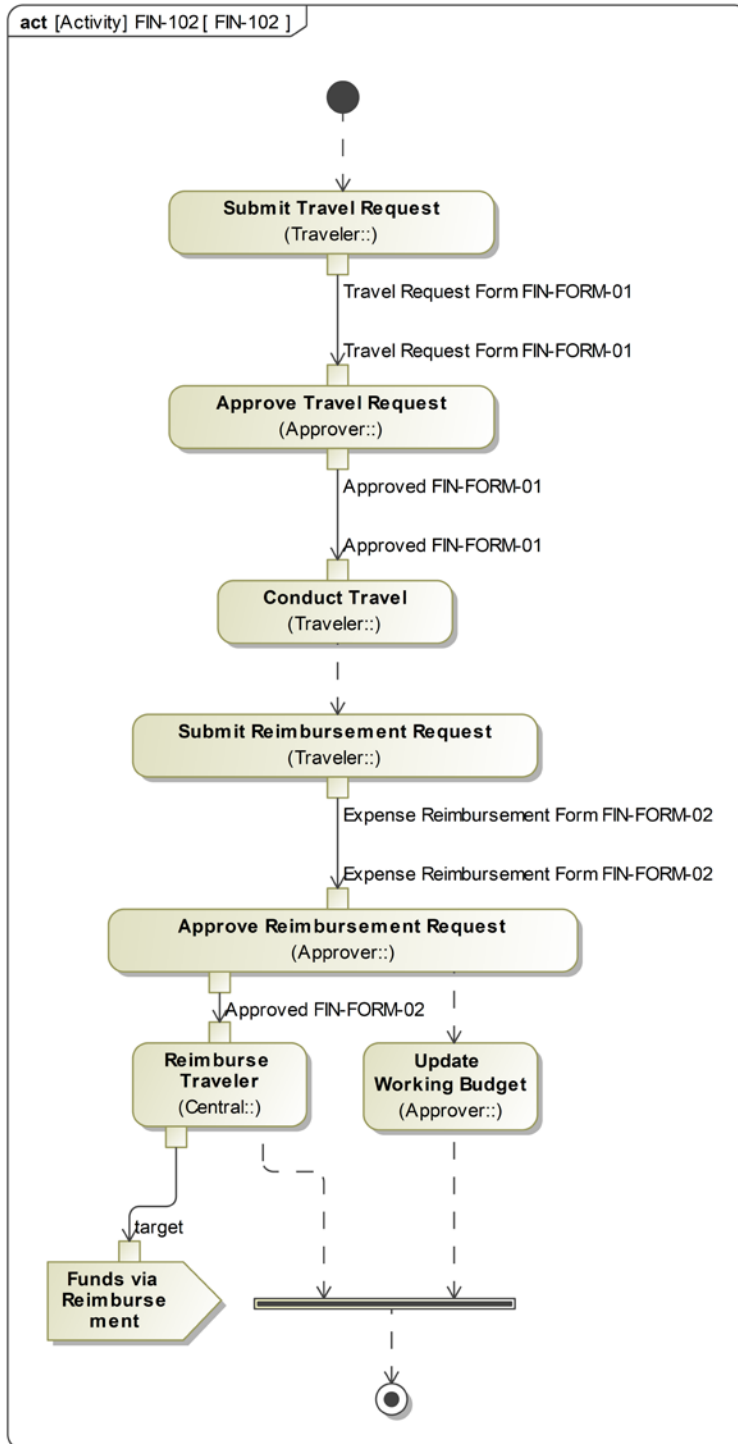 act [Activity] FIN-102 [ FIN-102 ]
Submit Travel Request
(Traveler::)
Travel Request Form FIN-FORM-01
Travel Request Form FIN-FORM-01
Approve Travel Request
(Approver::)
Approved FIN-FORM-01
Approved FIN-FORM-01
Conduct Travel
(Traveler::)
Submit Reimbursement Request
(Traveler::)
Expense Reimbursement Form FIN-FORM-02
Expense Reimbursement Form FIN-FORM-02
Approve Reimbursement Request
(Approver::)
Approved FIN-FORM-02
Reimburse
Traveler
(Central::)
Update
Working Budget
(Approver::)
target
Funds via
Reimburse
ment